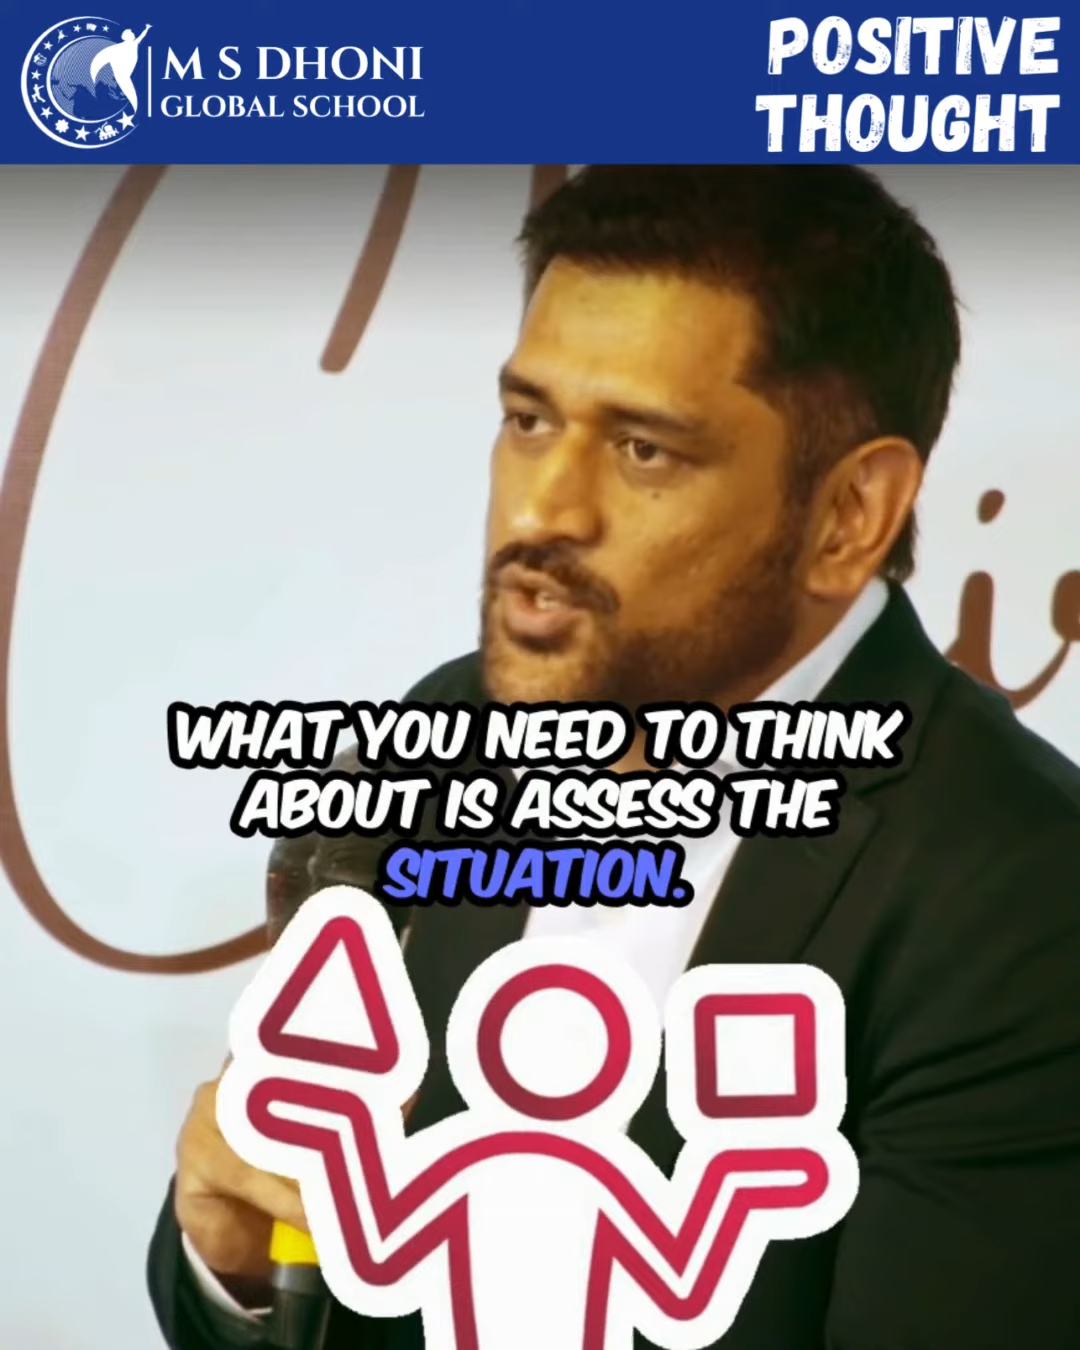 M S DHONI
GLOBAL SCHOOL
POSITIVE
THOUGHT
WHAT YOU NEED TO THINK
ABOUT IS ASSESS THE
SITUATION.